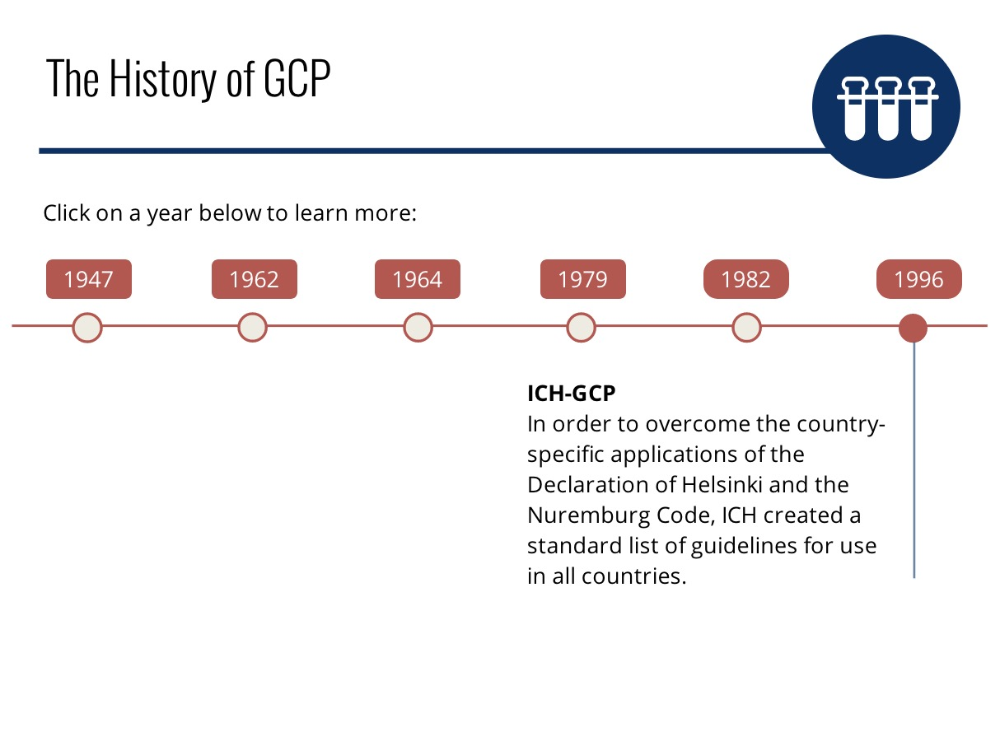 The History of GCP
Click on a year below to learn more:
1947 1962 1964 1979 1982 1996
ICH-GCP
In order to overcome the country-
specific applications of the
Declaration of Helsinki and the
Nuremburg Code, ICH created a
standard list of guidelines for use
in all countries.